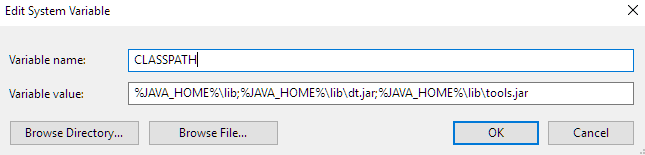 Edit System Variable
Variable name: CLASSPATH
Variable value: %JAVA_HOME%\lib;%JAVA_HOME%\lib\dt.jar;%JAVA_HOME%\lib\tools.jar
Browse Directory... Browse File... OK Cancel